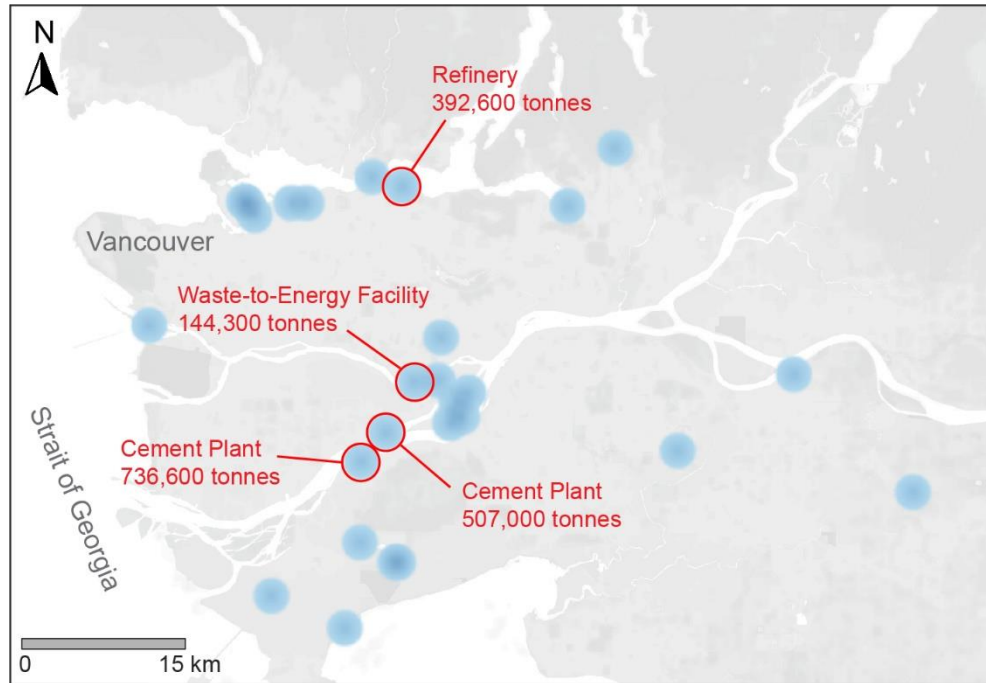 N
Refinery
392,600 tonnes
Vancouver
Waste-to-Energy Facility
144,300 tonnes
Strait of Georgia
Cement Plant
736,600 tonnes
Cement Plant
507,000 tonnes
0 15 km